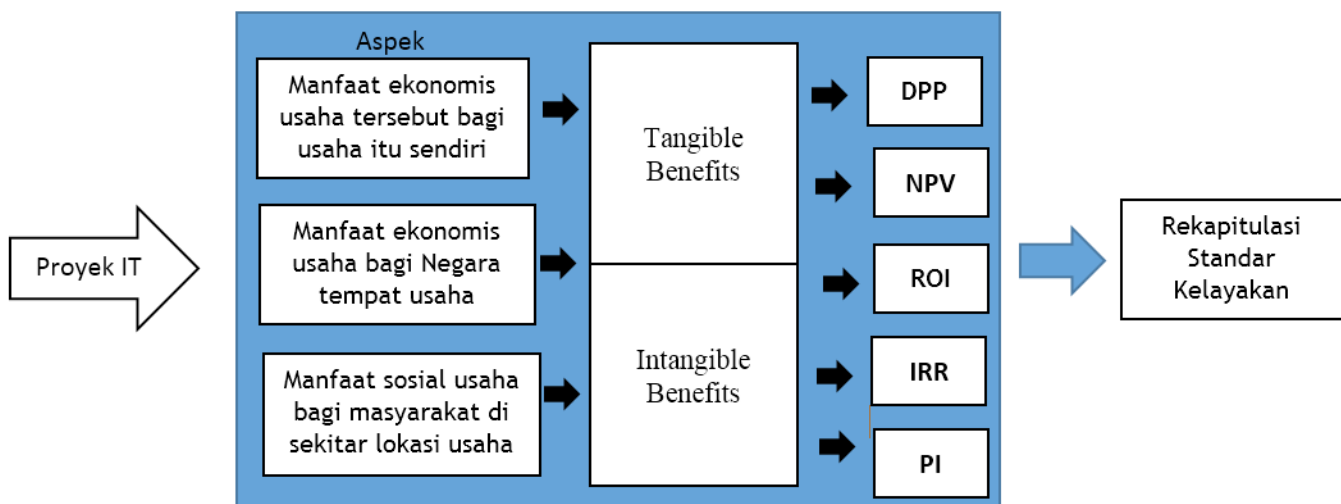 Proyek IT
Aspek
Manfaat ekonomis
usaha tersebut bagi
usaha itu sendiri
Manfaat ekonomis
usaha bagi Negara
tempat usaha
Manfaat sosial usaha
bagi masyarakat di
sekitar lokasi usaha
Tangible
Benefits
Intangible
Benefits
DPP
NPV
ROI
IRR
PI
Rekapitulasi
Standar
Kelayakan